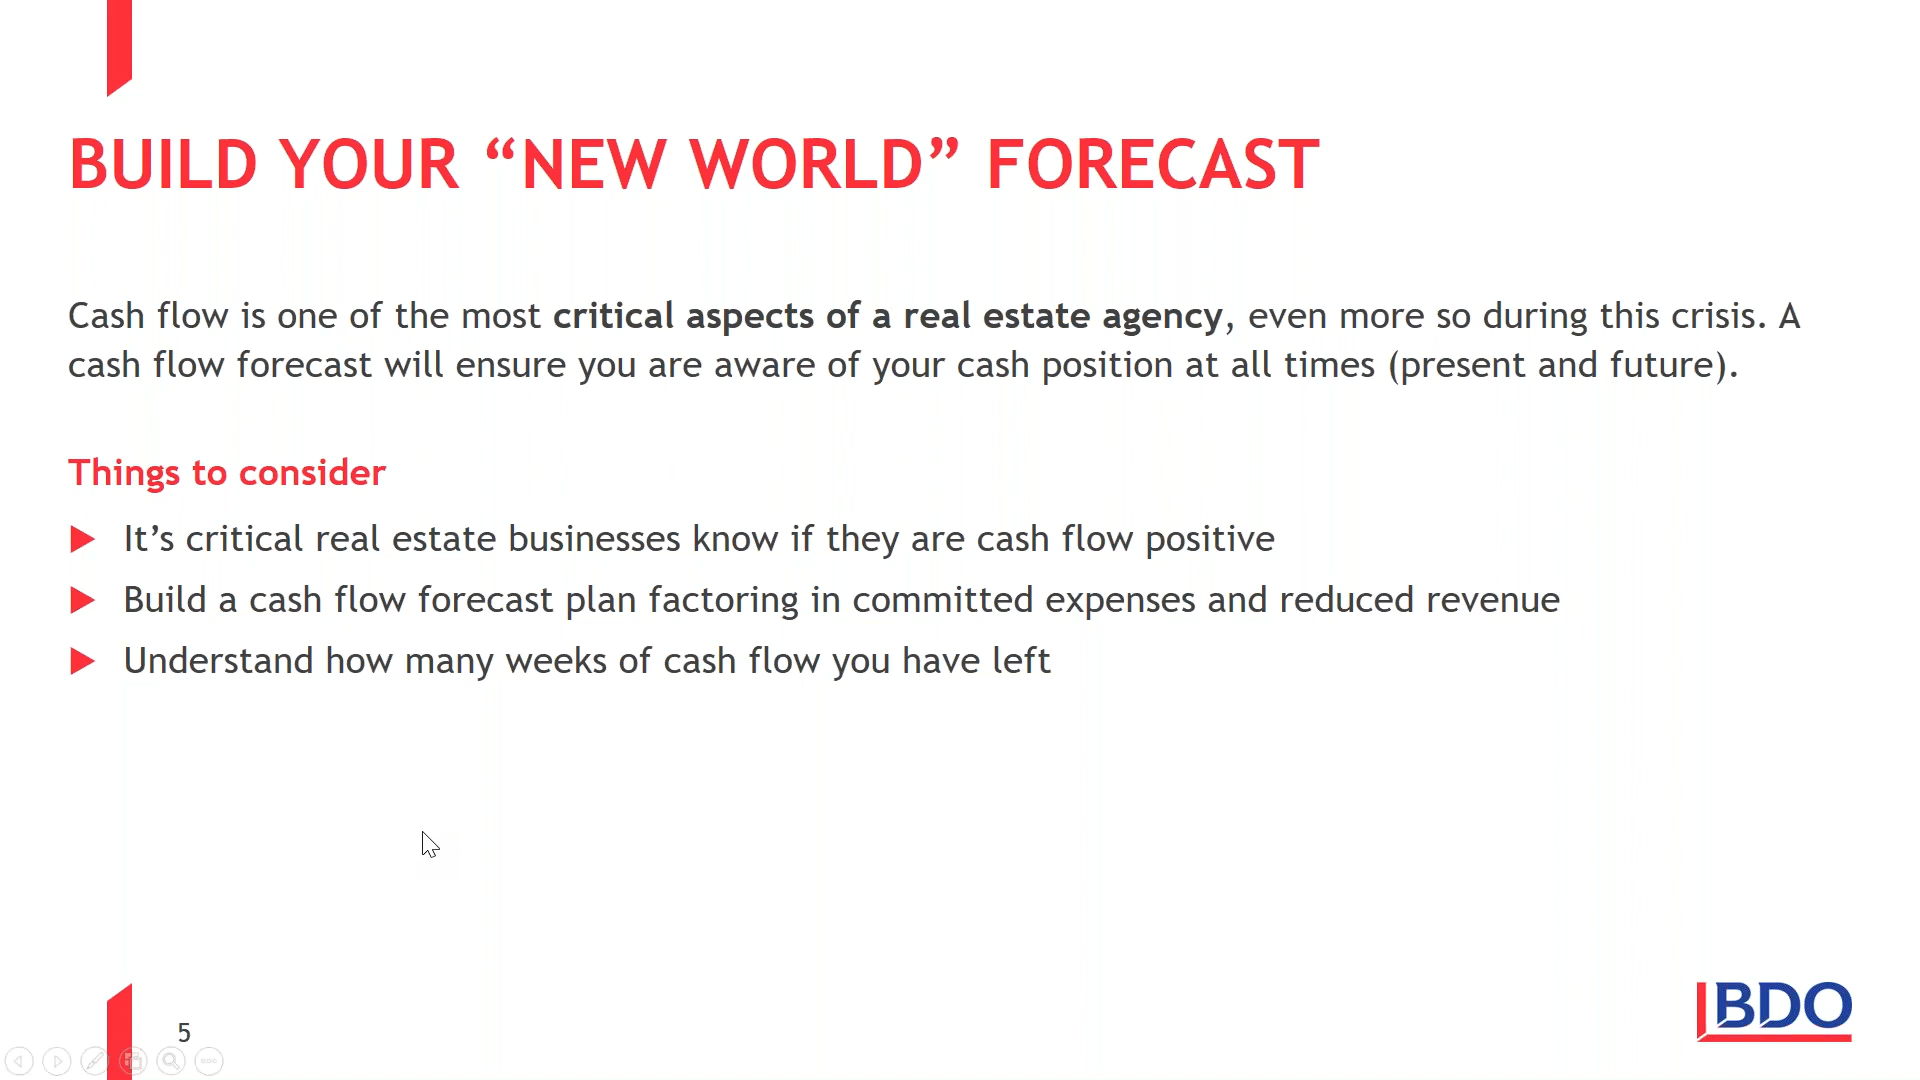 BUILD YOUR “NEW WORLD” FORECAST
Cash flow is one of the most critical aspects of a real estate agency, even more so during this crisis. A
cash flow forecast will ensure you are aware of your cash position at all times (present and future).
Things to consider
It’s critical real estate businesses know if they are cash flow positive
Build a cash flow forecast plan factoring in committed expenses and reduced revenue
Understand how many weeks of cash flow you have left
5
BDO